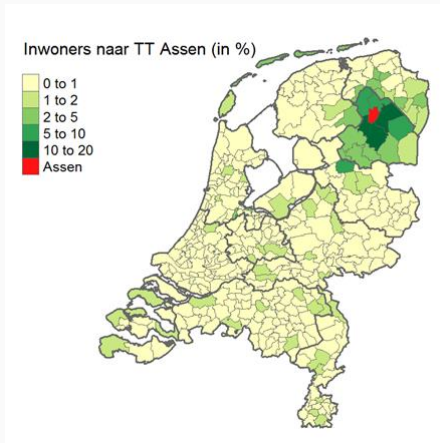 Inwoners naar TT Assen (in %)
0 to 1
1 to 2
2 to 5
5 to 10
10 to 20
Assen